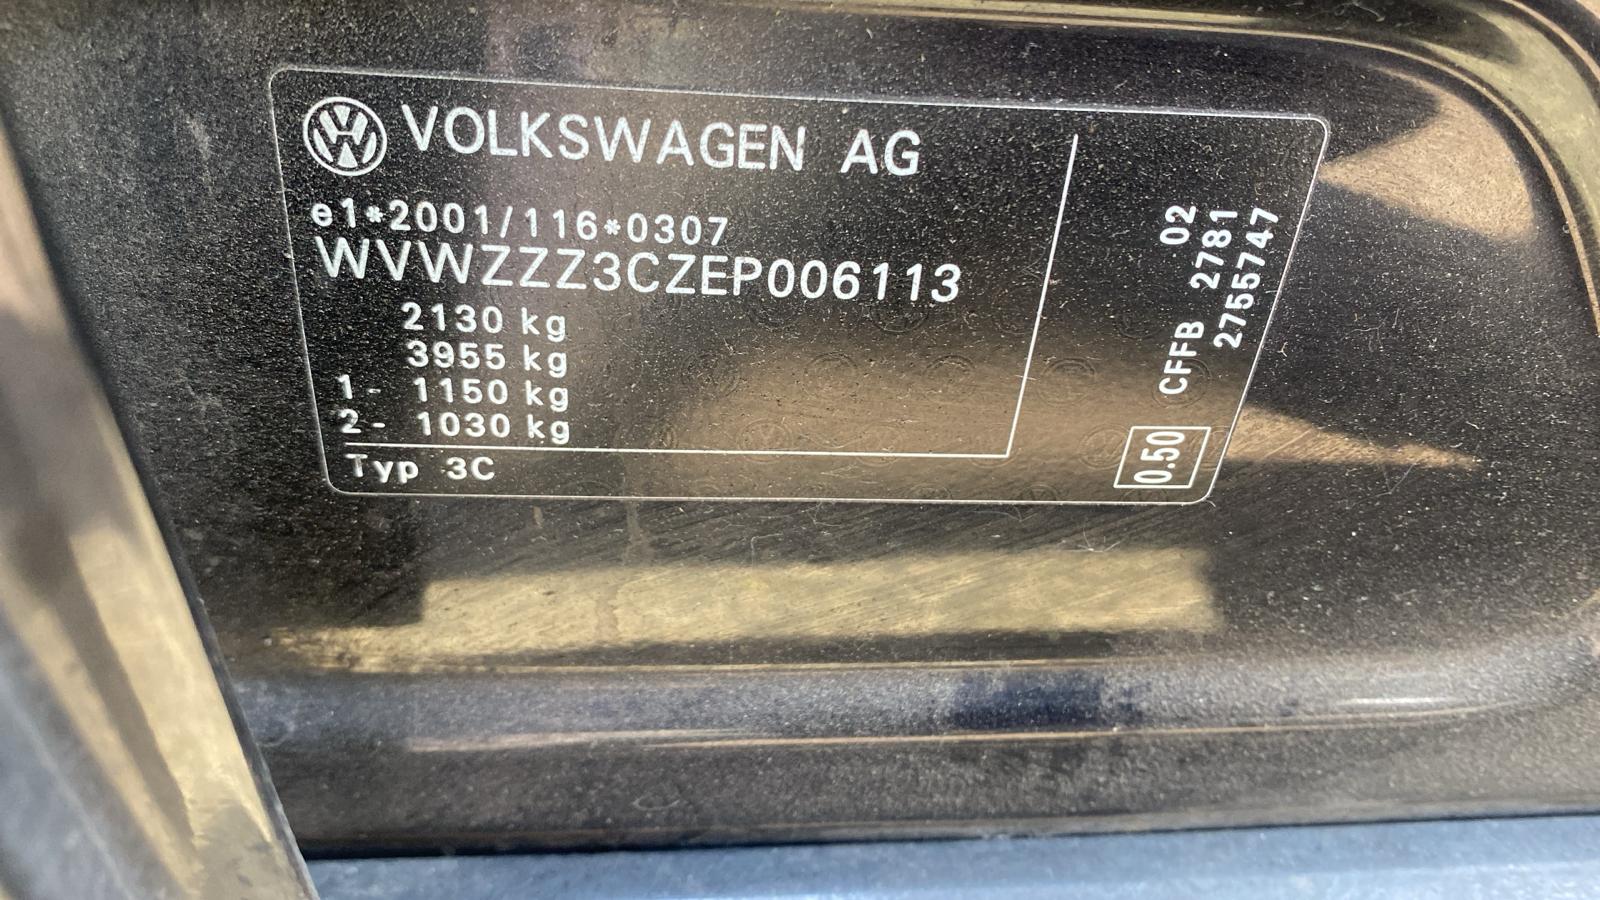 VOLKSWAGEN AG
e1*2001/116*0307
WVWZZZ3CZEP006113
2130 kg
3955 kg
1- 1150 kg
2- 1030 kg
Typ 3C
02
CFFB 2781
27557747
0.50